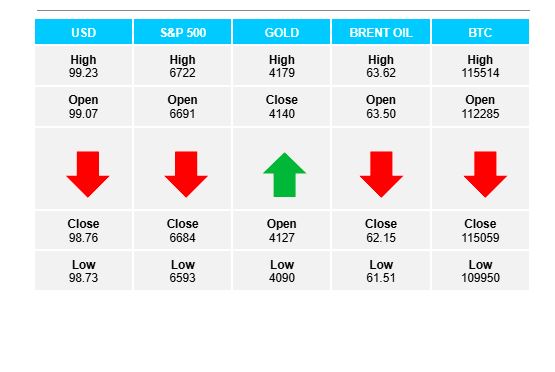 USD S&P 500 GOLD BRENT OIL BTC
High High High High High
99.23 6722 4179 63.62 115514
Open Open Close Open Open
99.07 6691 4140 63.50 112285
Close Close Open Close Close
98.76 6684 4127 62.15 115059
Low Low Low Low Low
98.73 6593 4090 61.51 109950